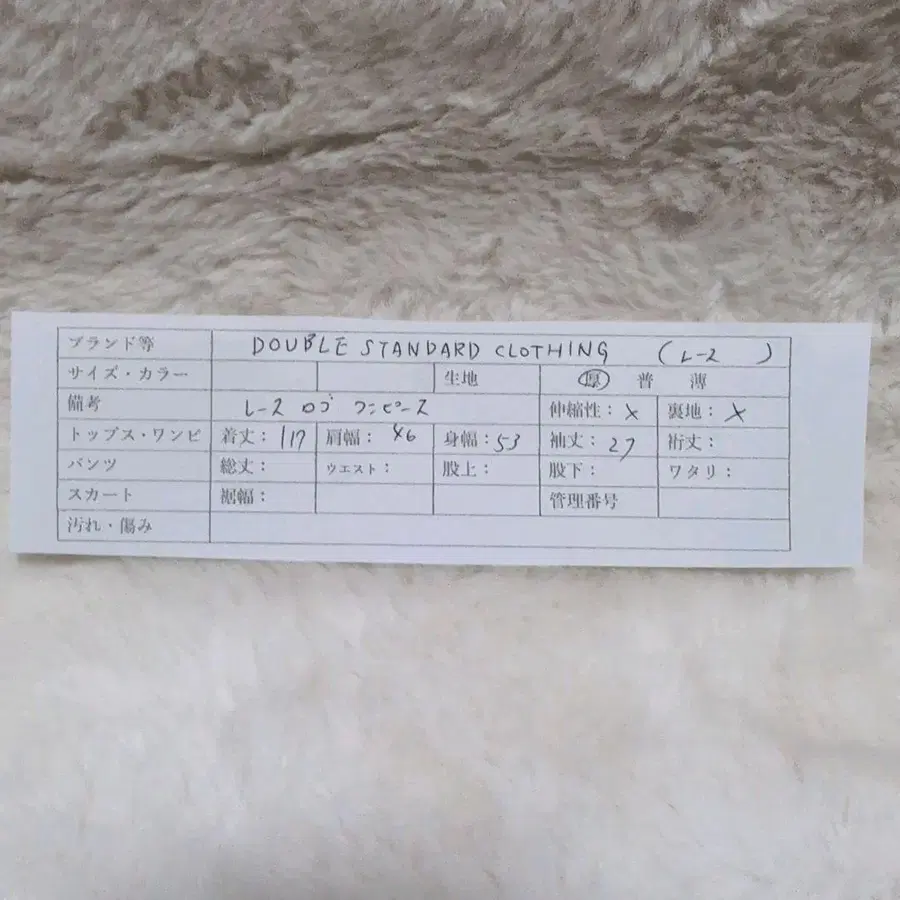 ブランド等 DOUBLE STANDARD CLOTHING (レース )
サイズ・カラー 生地 厚 普 薄
備考 レース ロゴ ワンピース 伸縮性:× 裏地:×
トップス・ワンピ 着丈:117 肩幅:46 身幅:53 袖丈:27 裄丈:
パンツ 総丈: ウエスト: 股上: 股下: ワタリ:
スカート 裾幅: 管理番号
汚れ・傷み